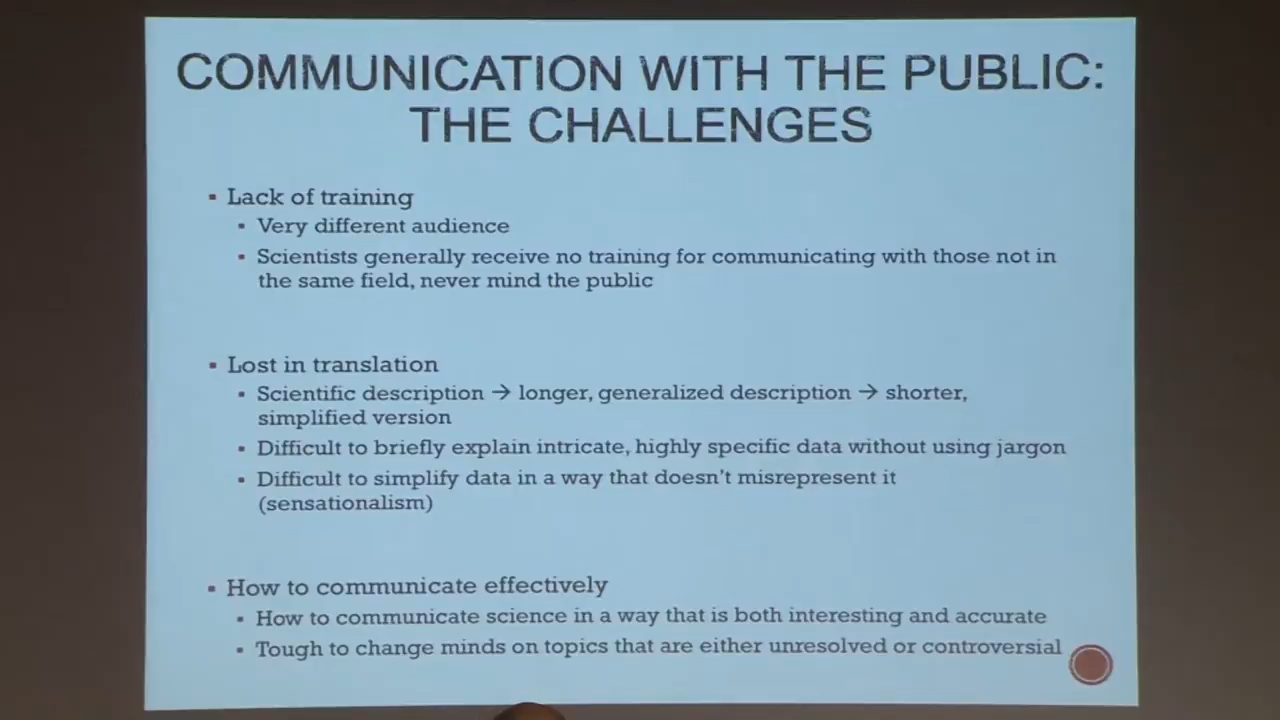 COMMUNICATION WITH THE PUBLIC:
THE CHALLENGES
▪ Lack of training
▪ Very different audience
▪ Scientists generally receive no training for communicating with those not in
the same field, never mind the public
▪ Lost in translation
▪ Scientific description → longer, generalized description → shorter,
simplified version
▪ Difficult to briefly explain intricate, highly specific data without using jargon
▪ Difficult to simplify data in a way that doesn't misrepresent it
(sensationalism)
▪ How to communicate effectively
▪ How to communicate science in a way that is both interesting and accurate
▪ Tough to change minds on topics that are either unresolved or controversial